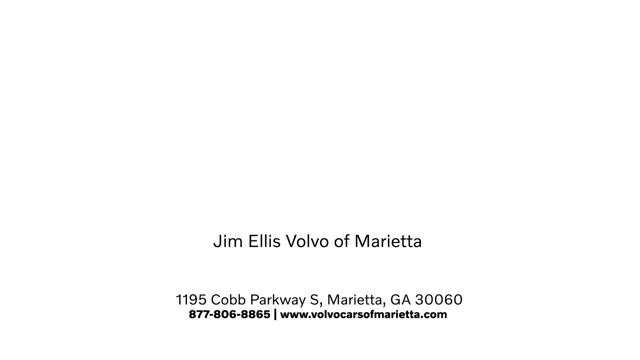 Jim Ellis Volvo of Marietta
1195 Cobb Parkway S, Marietta, GA 30060
877-806-8865 | www.volvocarsofmarietta.com